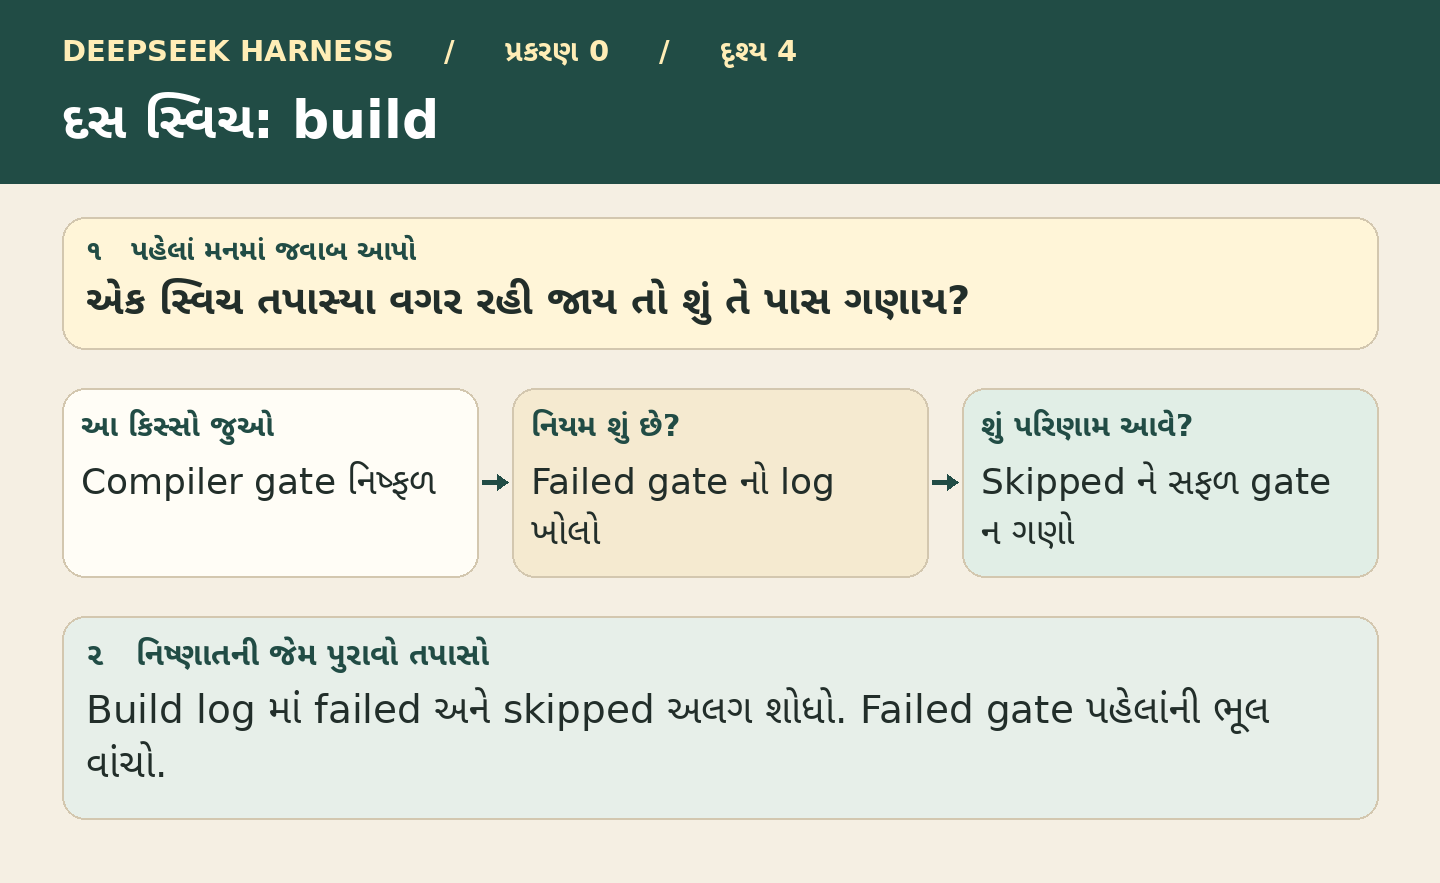 DEEPSEEK HARNESS / પ્રકરણ 0 / દૃશ્ય 4
દસ સ્વિચ: build
૧ પહેલાં મનમાં જવાબ આપો
એક સ્વિચ તપાસ્યા વગર રહી જાય તો શું તે પાસ ગણાય?
આ કિસ્સો જુઓ
Compiler gate નિષ્ફળ
નિયમ શું છે?
Failed gate નો log
ખોલો
શું પરિણામ આવે?
Skipped ને સફળ gate
ન ગણો
૨ નિષ્ણાતની જેમ પુરાવો તપાસો
Build log માં failed અને skipped અલગ શોધો. Failed gate પહેલાંની ભૂલ
વાંચો.